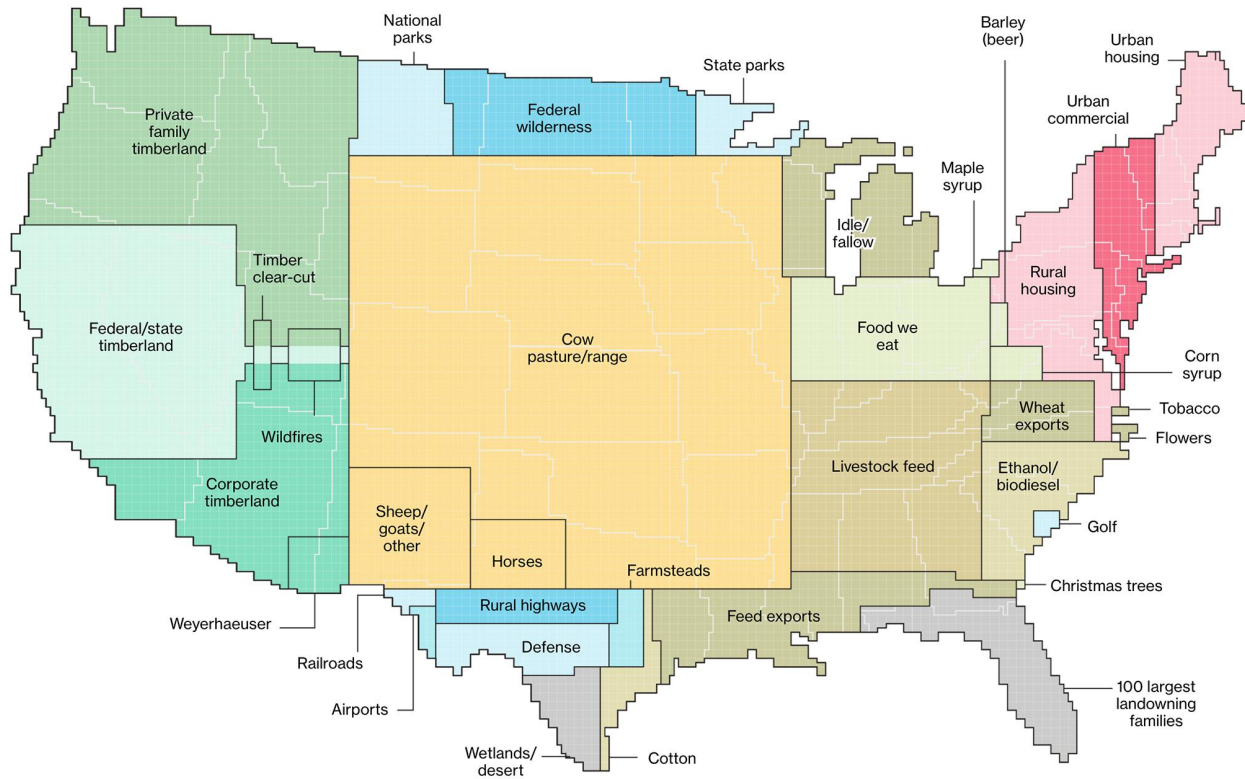 National
parks
Barley
(beer)
Urban
housing
State parks
Private
family
timberland
Federal
wilderness
Urban
commercial
Maple
syrup
Idle/
fallow
Timber
clear-cut
Rural
housing
Federal/state
timberland
Food we
eat
Cow
pasture/range
Corn
syrup
Tobacco
Wheat
exports
Flowers
Wildfires
Livestock feed
Ethanol/
biodiesel
Corporate
timberland
Sheep/
goats/
other
Golf
Horses
Farmsteads
Christmas trees
Rural highways
Feed exports
Weyerhaeuser
Defense
Railroads
100 largest
landowning
families
Airports
Wetlands/
desert
Cotton